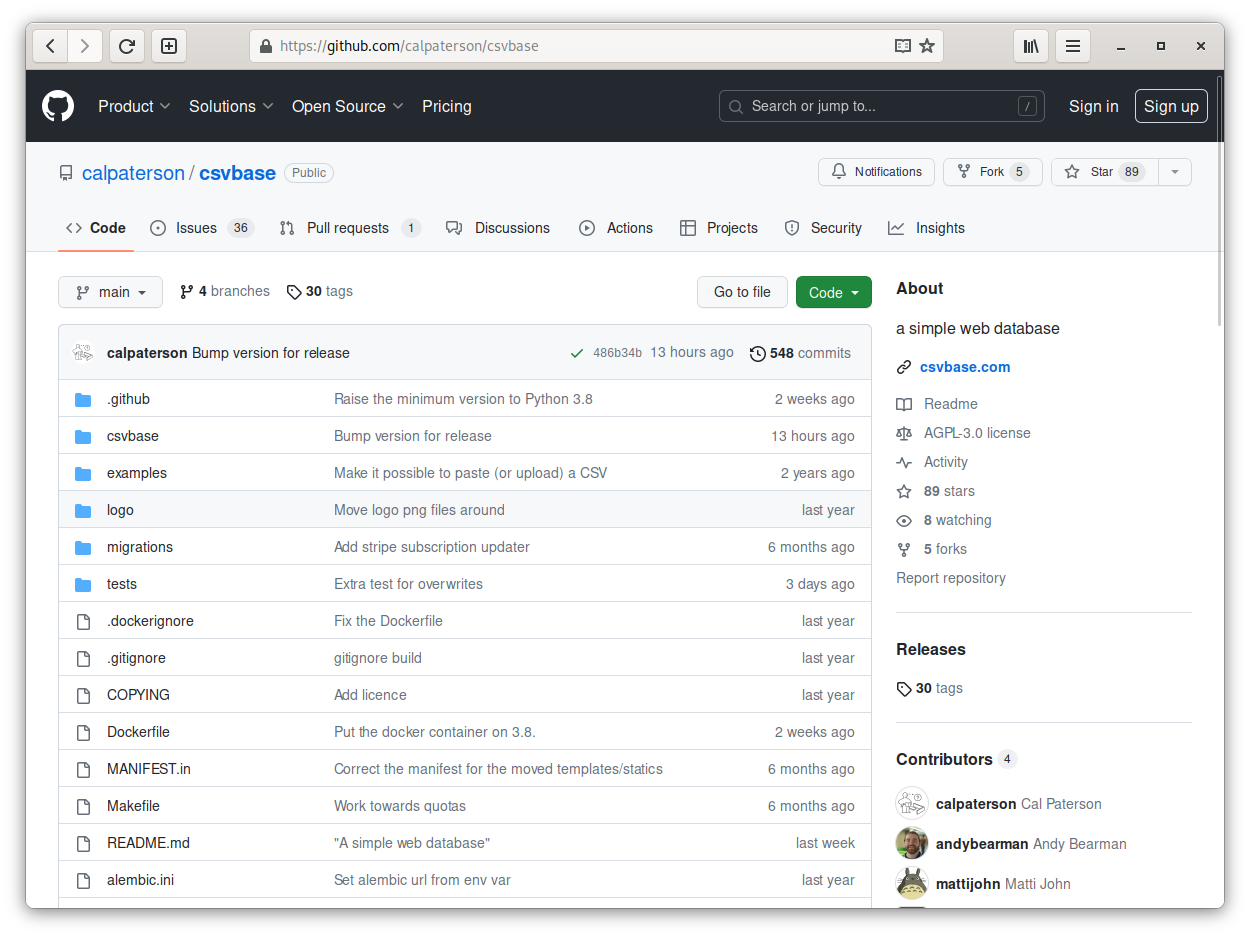 https://github.com/calpaterson/csvbase
Product Solutions Open Source Pricing Search or jump to... / Sign in Sign up
calpaterson / csvbase Public Notifications Fork 5 Star 89
Code Issues 36 Pull requests 1 Discussions Actions Projects Security Insights
main 4 branches 30 tags Go to file Code
calpaterson Bump version for release 486b34b 13 hours ago 548 commits
.github Raise the minimum version to Python 3.8 2 weeks ago
csvbase Bump version for release 13 hours ago
examples Make it possible to paste (or upload) a CSV 2 years ago
logo Move logo png files around last year
migrations Add stripe subscription updater 6 months ago
tests Extra test for overwrites 3 days ago
.dockerignore Fix the Dockerfile last year
.gitignore gitignore build last year
COPYING Add licence last year
Dockerfile Put the docker container on 3.8. 2 weeks ago
MANIFEST.in Correct the manifest for the moved templates/statics 6 months ago
Makefile Work towards quotas 6 months ago
README.md "A simple web database" last week
alembic.ini Set alembic url from env var last year
About
a simple web database
csvbase.com
Readme
AGPL-3.0 license
Activity
89 stars
8 watching
5 forks
Report repository
Releases
30 tags
Contributors 4
calpaterson Cal Paterson
andybearman Andy Bearman
mattijohn Matti John